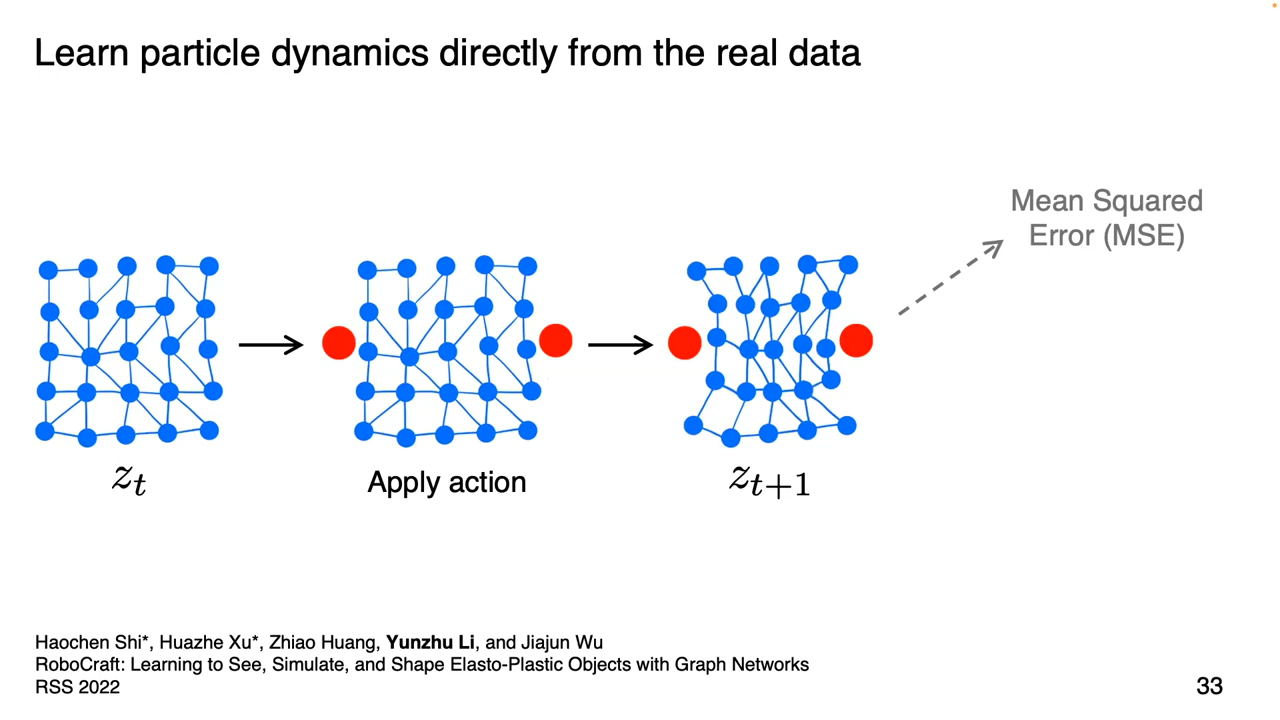 Learn particle dynamics directly from the real data
Mean Squared
Error (MSE)
z_t
Apply action
z_{t+1}
Haochen Shi*, Huazhe Xu*, Zhiao Huang, Yunzhu Li, and Jiajun Wu
RoboCraft: Learning to See, Simulate, and Shape Elasto-Plastic Objects with Graph Networks
RSS 2022
33